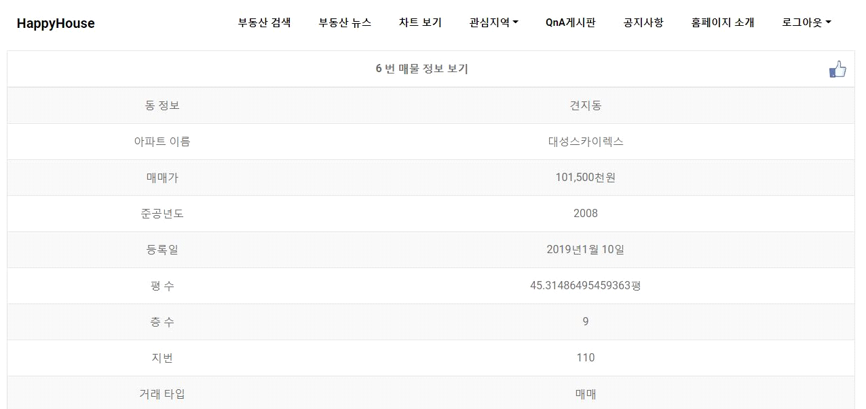 HappyHouse 부동산 검색 부동산 뉴스 차트 보기 관심지역 QnA게시판 공지사항 홈페이지 소개 로그아웃
6 번 매물 정보 보기
동 정보 견지동
아파트 이름 대성스카이렉스
매매가 101,500천원
준공년도 2008
등록일 2019년1월 10일
평 수 45.31486495459363평
층 수 9
지번 110
거래 타입 매매